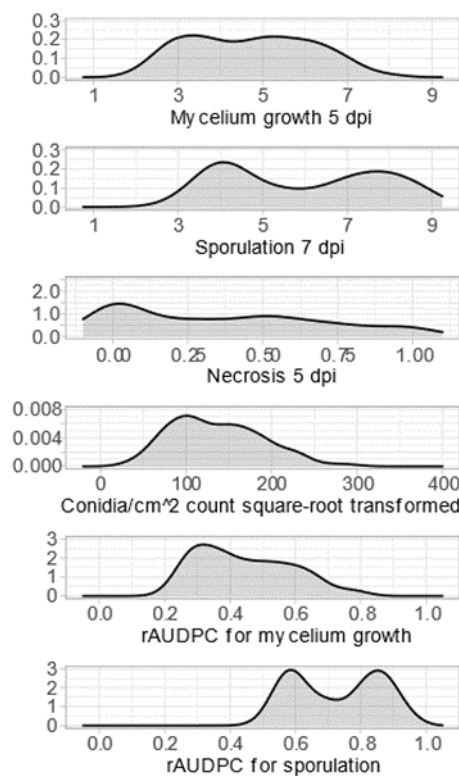 0.3
0.2
0.1
0.0
1 3 5 7 9
Mycelium growth 5 dpi
0.3
0.2
0.1
0.0
1 3 5 7 9
Sporulation 7 dpi
2.0
1.0
0.0
0.00 0.25 0.50 0.75 1.00
Necrosis 5 dpi
0.008
0.004
0.000
0 100 200 300 400
Conidia/cm^2 count square-root transformed
3
2
1
0
0.0 0.2 0.4 0.6 0.8 1.0
rAUDPC for mycelium growth
3
2
1
0
0.0 0.2 0.4 0.6 0.8 1.0
rAUDPC for sporulation